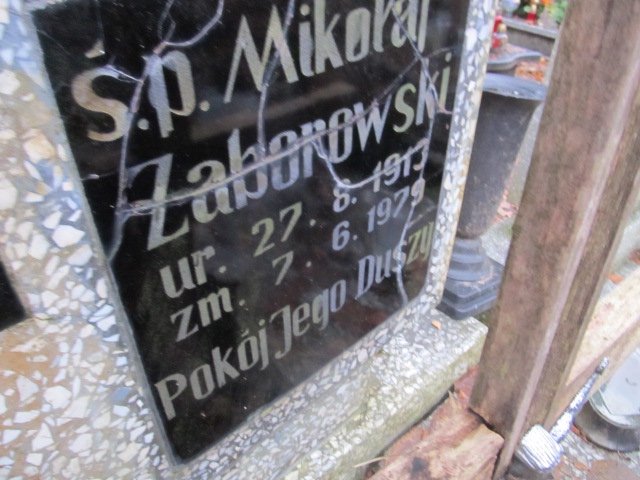 Ś.p. Mikołaj
Zaborowski
ur. 27. 8. 1913
zm. 7. 6. 1979
Pokój Jego Duszy